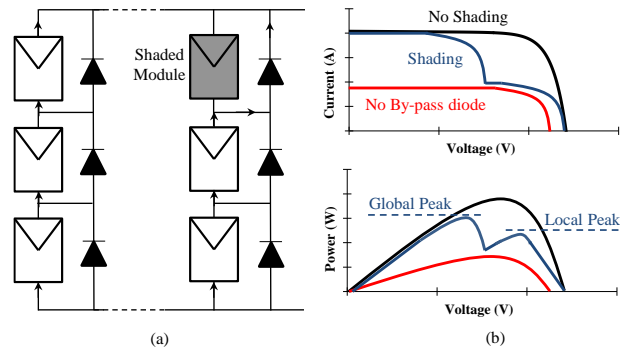 Shaded
Module
(a)
No Shading
Shading
No By-pass diode
Current (A)
Voltage (V)
Global Peak
Local Peak
Power (W)
Voltage (V)
(b)